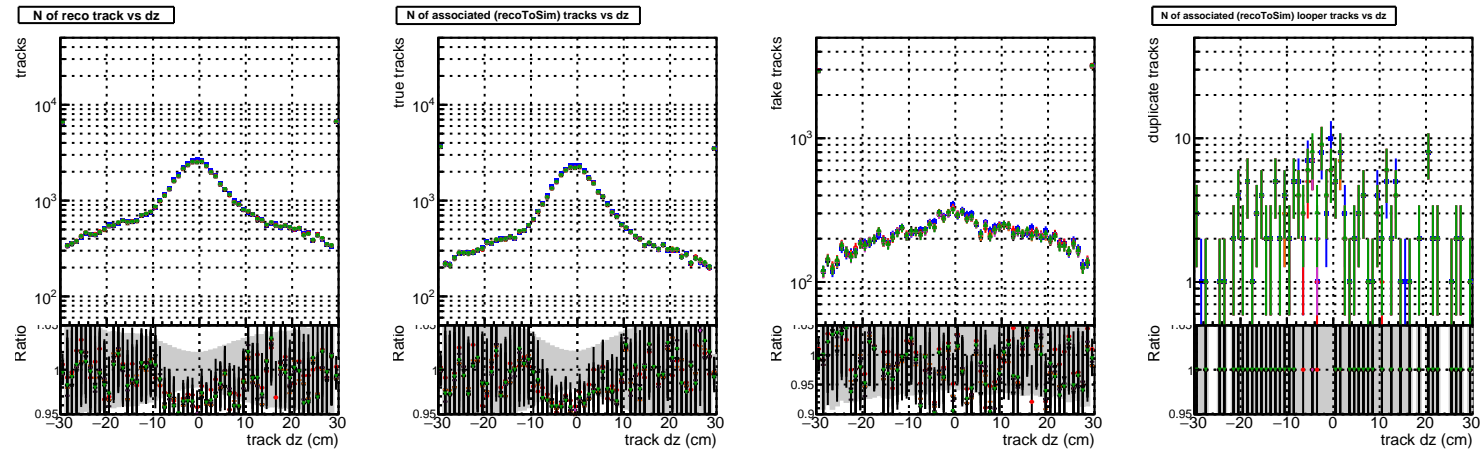 N of reco track vs dz
N of associated (recoToSim) tracks vs dz
N of associated (recoToSim) looper tracks vs dz
tracks
10⁴
10³
10²
Ratio
1
0.95
−30 −20 −10 0 10 20 30
track dz (cm)
true tracks
10⁴
10³
10²
Ratio
1
0.95
−30 −20 −10 0 10 20 30
track dz (cm)
fake tracks
10³
10²
Ratio
1
0.95
0.9
−30 −20 −10 0 10 20 30
track dz (cm)
duplicate tracks
10
1
Ratio
1
0.95
−30 −20 −10 0 10 20 30
track dz (cm)